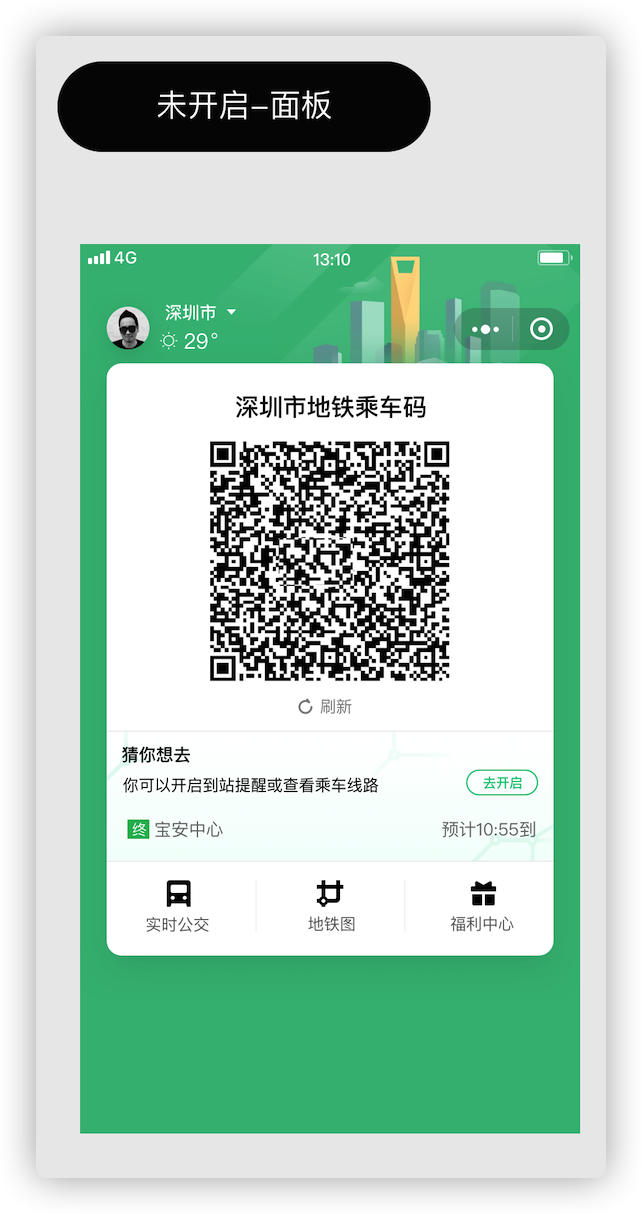 未开启-面板
4G
13:10
深圳市
29°
深圳市地铁乘车码
刷新
猜你想去
你可以开启到站提醒或查看乘车线路
去开启
终 宝安中心
预计10:55到
实时公交
地铁图
福利中心